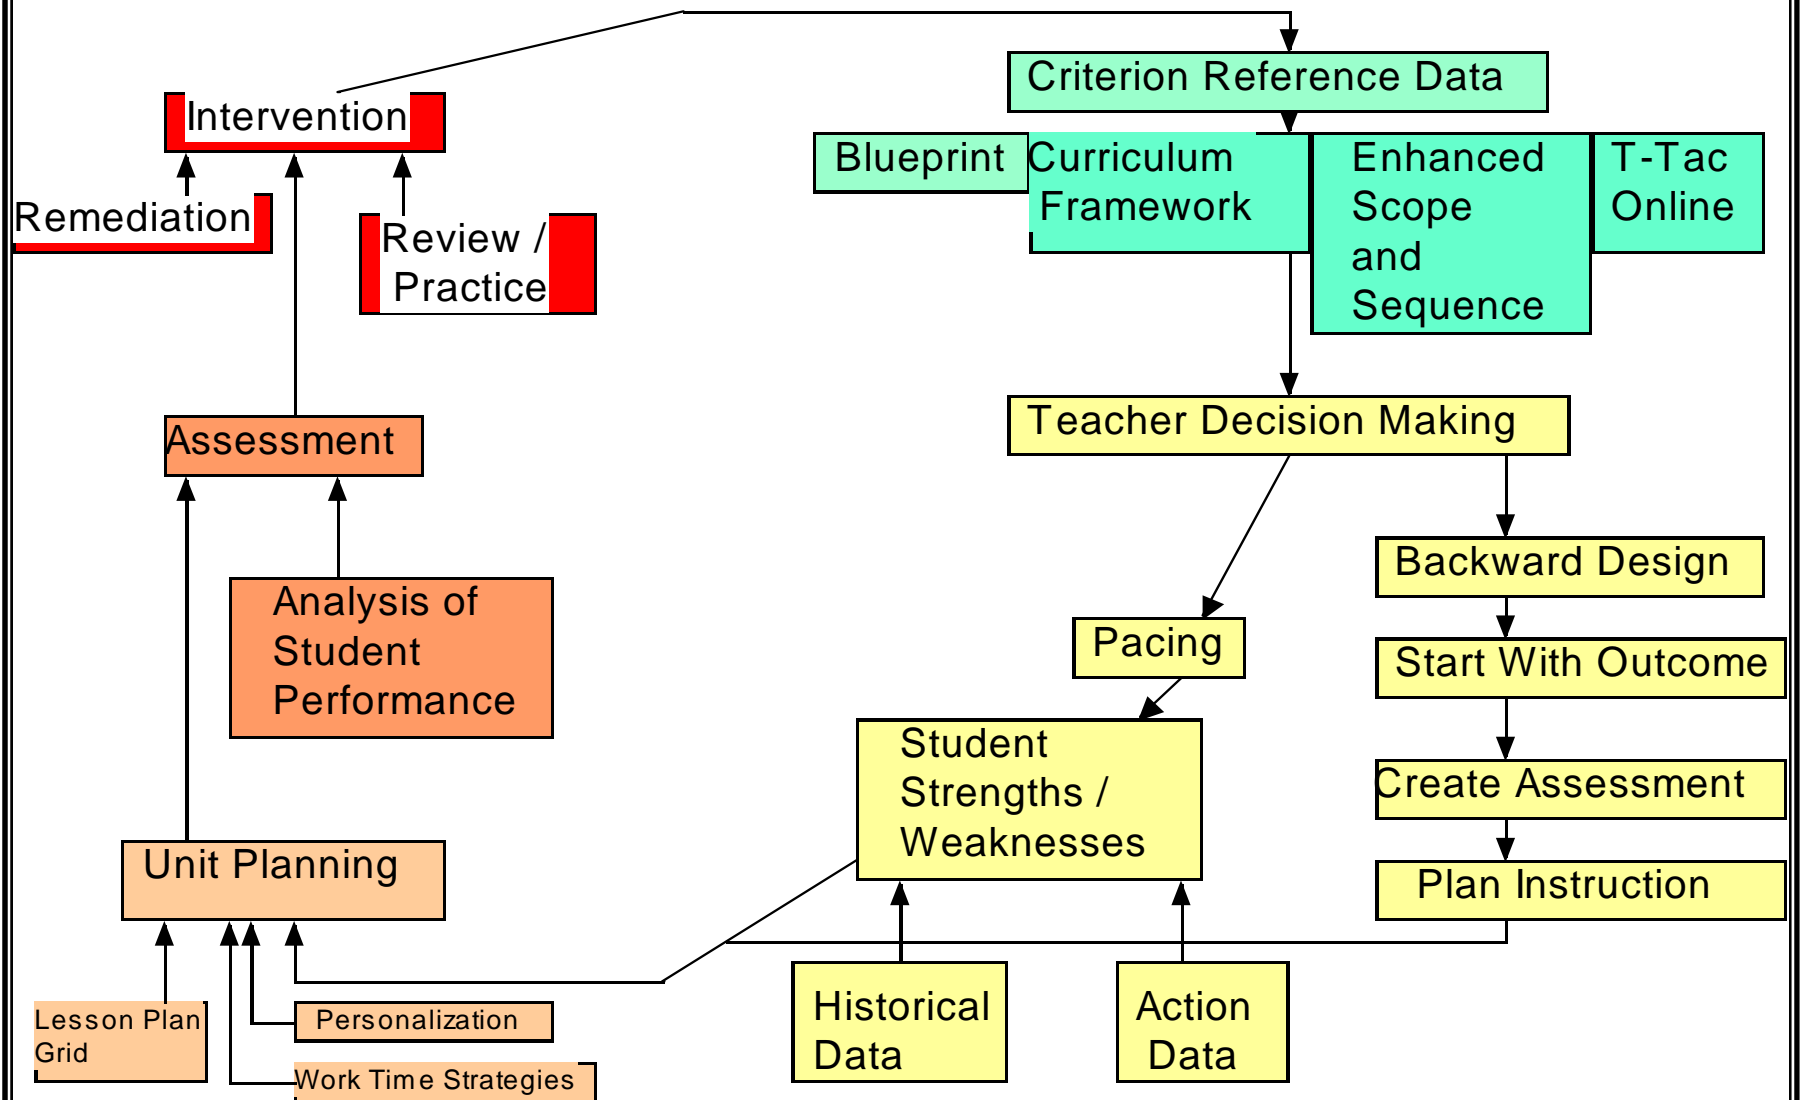 Criterion Reference Data
Intervention
Blueprint
Curriculum
Framework
Enhanced
Scope
and
Sequence
T-Tac
Online
Remediation
Review /
Practice
Teacher Decision Making
Assessment
Backward Design
Analysis of
Student
Performance
Pacing
Start With Outcome
Student
Strengths /
Weaknesses
Create Assessment
Unit Planning
Plan Instruction
Lesson Plan
Grid
Personalization
Work Time Strategies
Historical
Data
Action
Data